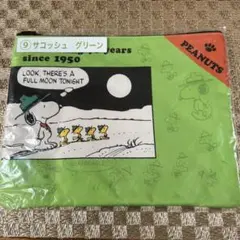 ⑨サコッシュ グリーン
years
since 1950
PEANUTS
LOOK, THERE'S A
FULL MOON TONIGHT